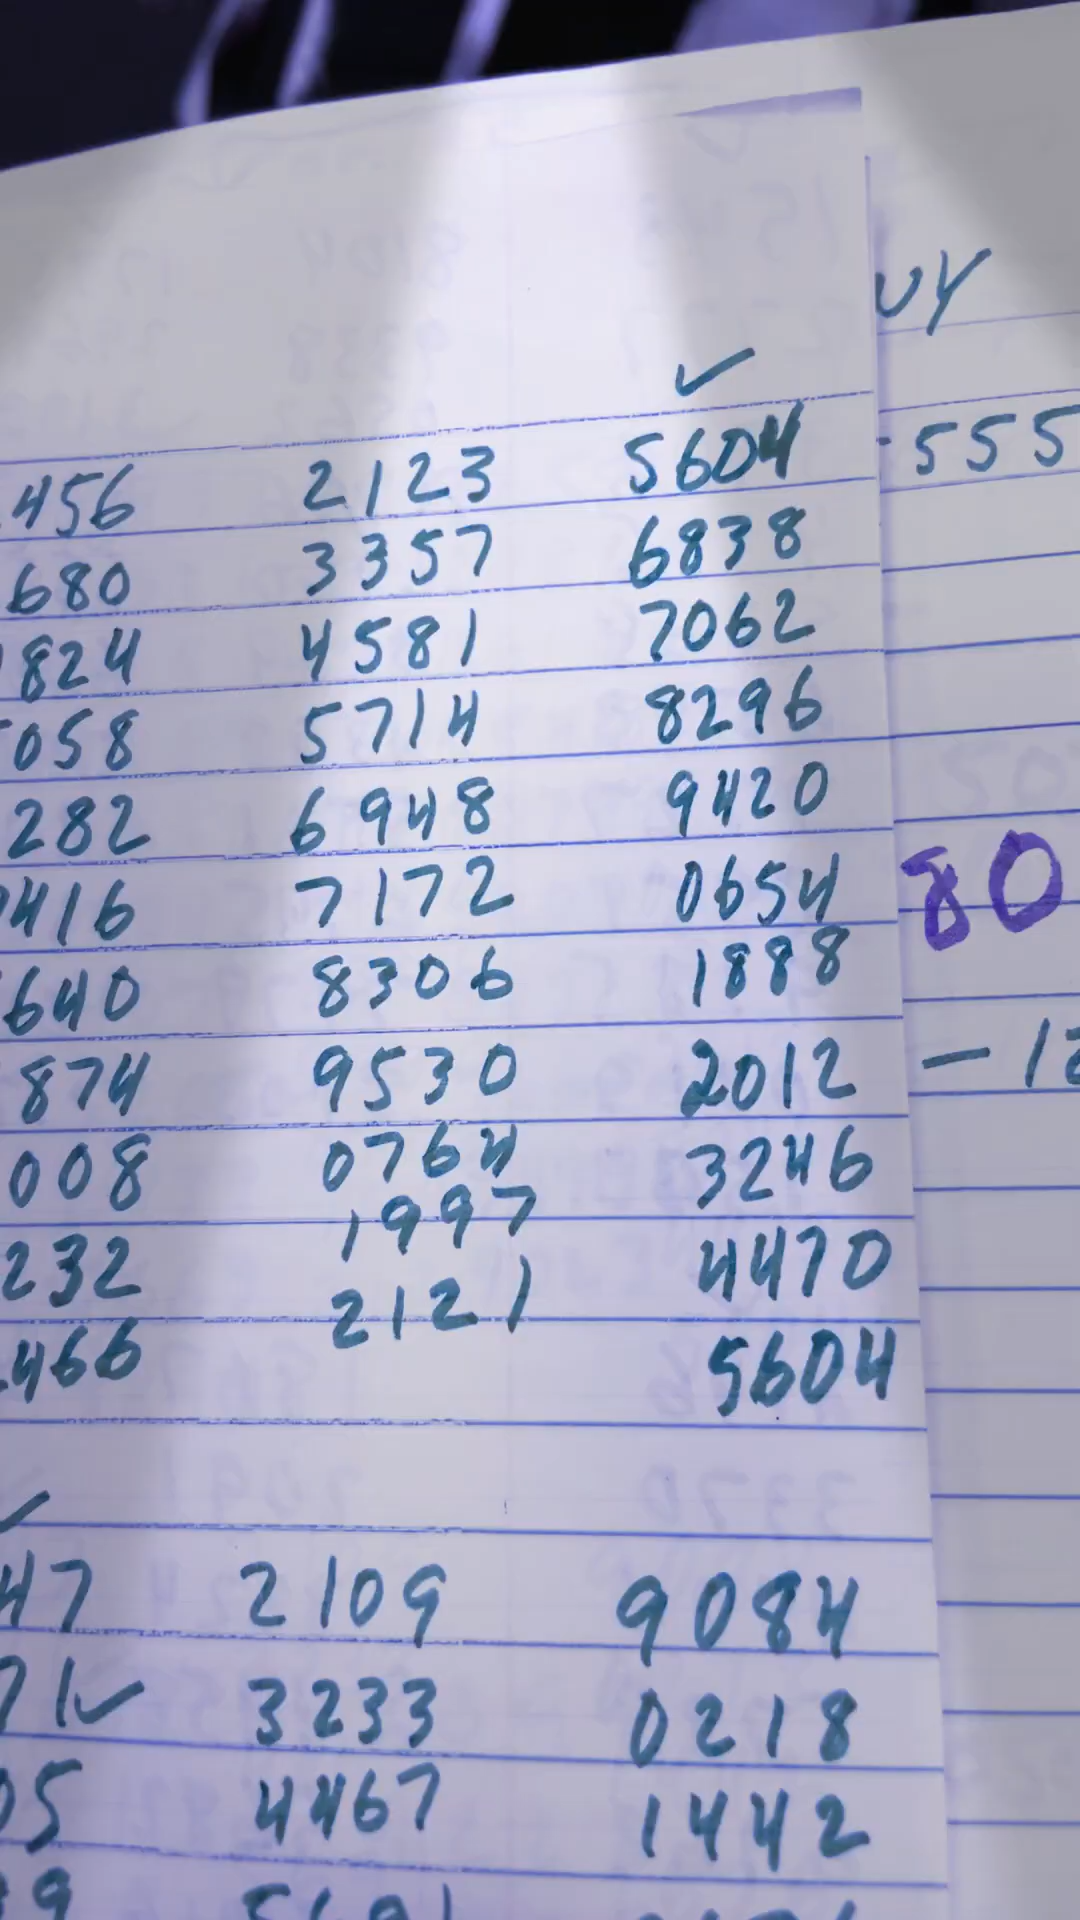 UY
456 2123 5604 -555
680 3357 6838
824 4581 7062
058 5714 8296
282 6948 9420
416 7172 0654 80
640 8306 1888
874 9530 2012 -12
008 0764 3246
232 1997 4470
466 2121 5604
47 2109 9084
71 3233 0218
05 4467 1442